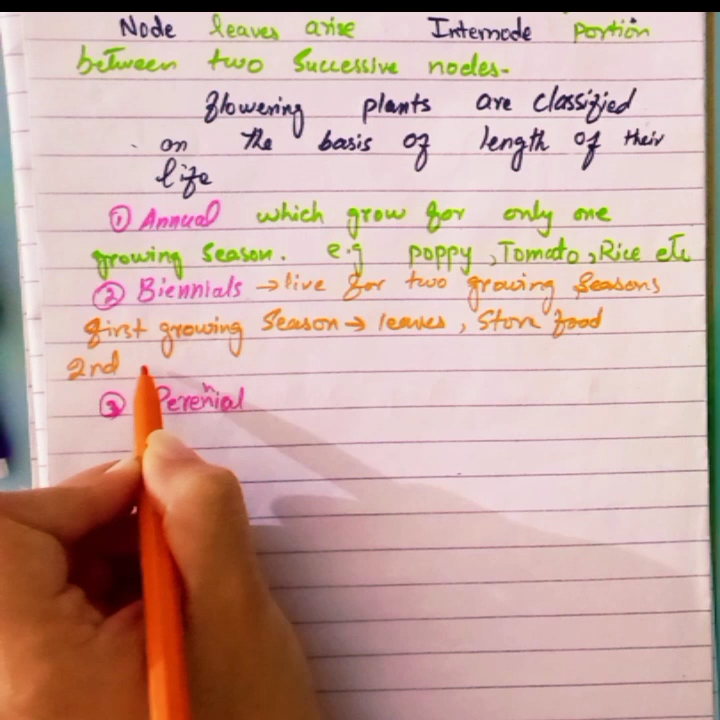 Node leaves arise Internode portion
between two successive nodes-
flowering plants are classified
on the basis of length of their
life
① Annual which grow for only one
growing season. e.g poppy, Tomato, Rice etc
② Biennials → live for two growing seasons
first growing season → leaves, store food
2nd
③ Perennial